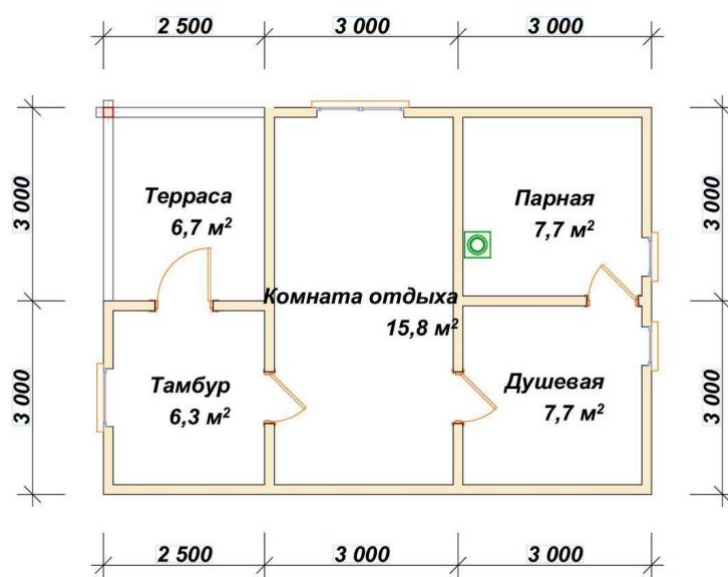 2 500 3 000 3 000
3 000
3 000
Терраса
6,7 м²
Парная
7,7 м²
Комната отдыха
15,8 м²
3 000
3 000
Тамбур
6,3 м²
Душевая
7,7 м²
2 500 3 000 3 000